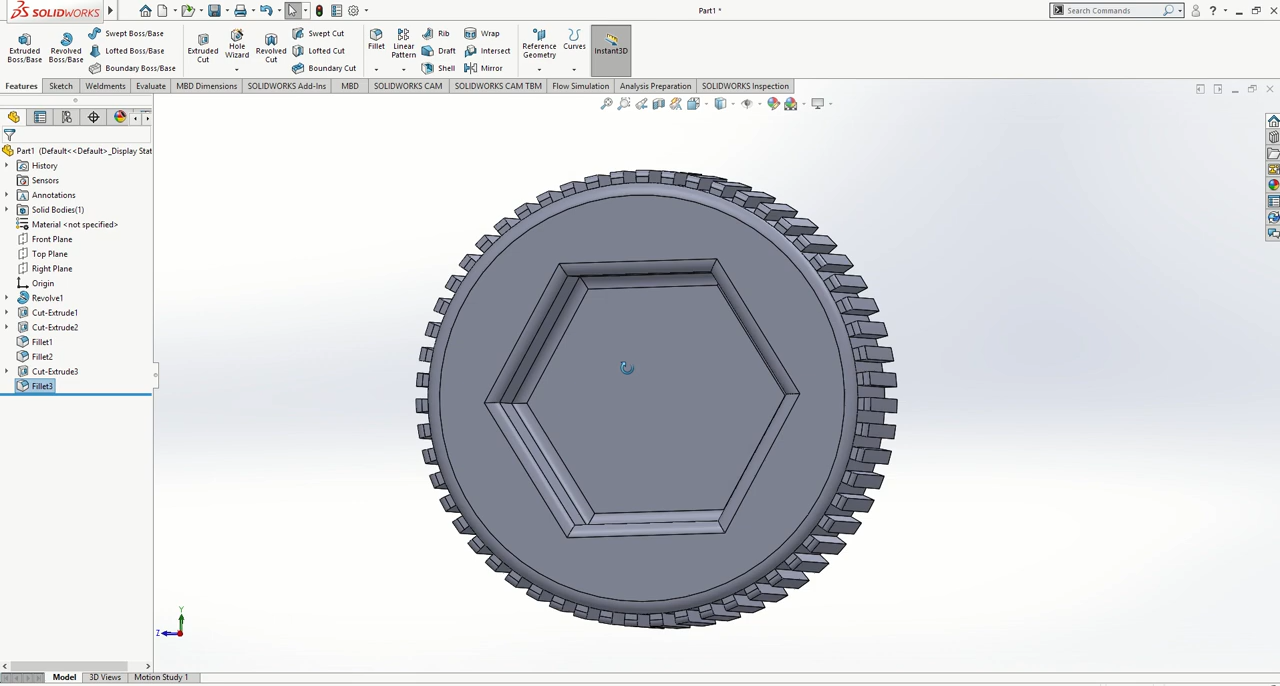 SOLIDWORKS
Part1 *
Search Commands
?
Extruded Boss/Base
Revolved Boss/Base
Swept Boss/Base
Lofted Boss/Base
Boundary Boss/Base
Extruded Cut
Hole Wizard
Revolved Cut
Swept Cut
Lofted Cut
Boundary Cut
Fillet
Linear Pattern
Rib
Draft
Shell
Wrap
Intersect
Mirror
Reference Geometry
Curves
Instant3D
Features
Sketch
Weldments
Evaluate
MBD Dimensions
SOLIDWORKS Add-Ins
MBD
SOLIDWORKS CAM
SOLIDWORKS CAM TBM
Flow Simulation
Analysis Preparation
SOLIDWORKS Inspection
Part1 (Default<<Default>_Display Stat
History
Sensors
Annotations
Solid Bodies(1)
Material <not specified>
Front Plane
Top Plane
Right Plane
Origin
Revolve1
Cut-Extrude1
Cut-Extrude2
Fillet1
Fillet2
Cut-Extrude3
Fillet3
Y
Z
Model
3D Views
Motion Study 1